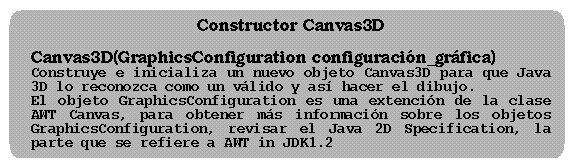 Constructor Canvas3D
Canvas3D(GraphicsConfiguration configuración_gráfica)
Construye e inicializa un nuevo objeto Canvas3D para que Java
3D lo reconozca como un válido y así hacer el dibujo.
El objeto GraphicsConfiguration es una extención de la clase
AWT Canvas, para obtener más información sobre los objetos
GraphicsConfiguration, revisar el Java 2D Specification, la
parte que se refiere a AWT in JDK1.2